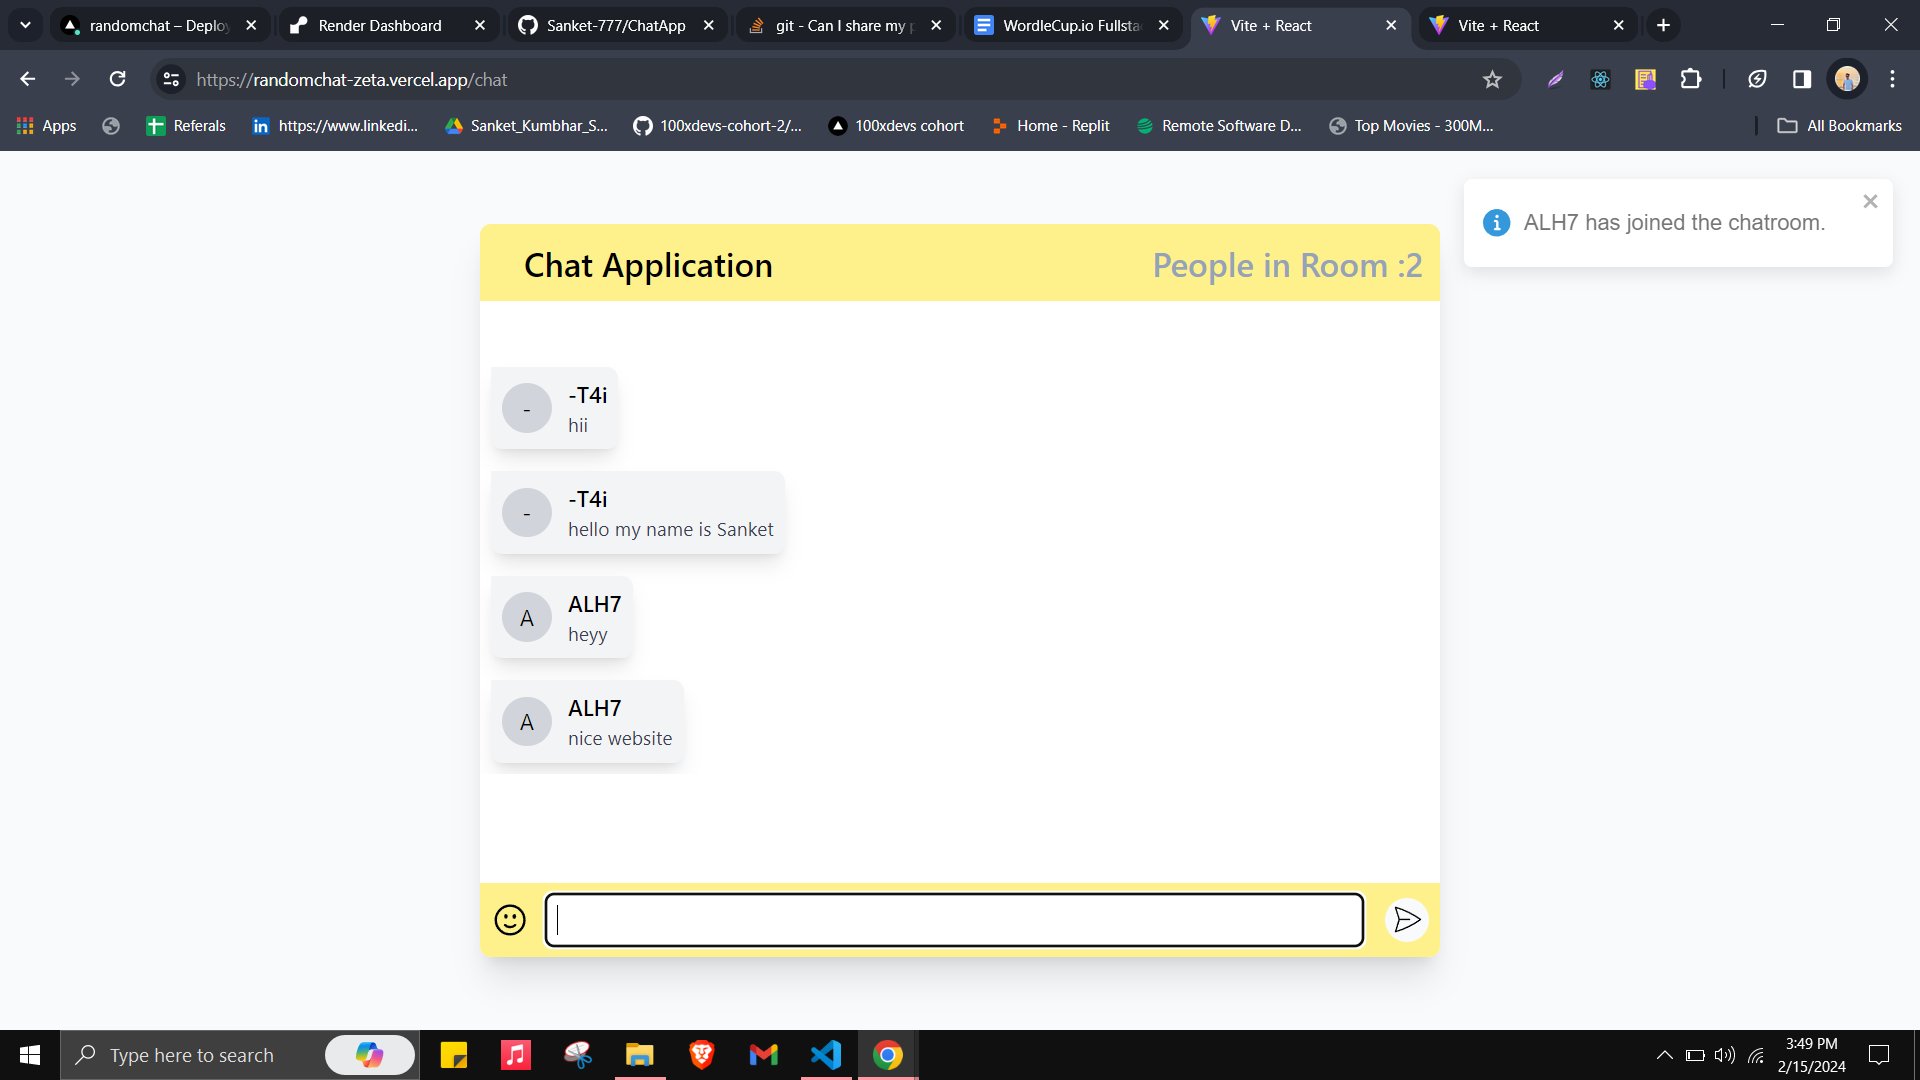 randomchat – Deploy
Render Dashboard
Sanket-777/ChatApp
git - Can I share my p
WordleCup.io Fullsta
Vite + React
Vite + React
https://randomchat-zeta.vercel.app/chat
Apps
Referals
https://www.linkedi...
Sanket_Kumbhar_S...
100xdevs-cohort-2/...
100xdevs cohort
Home - Replit
Remote Software D...
Top Movies - 300M...
All Bookmarks
ALH7 has joined the chatroom.
Chat Application
People in Room :2
-
-T4i
hii
-
-T4i
hello my name is Sanket
A
ALH7
heyy
A
ALH7
nice website
Type here to search
3:49 PM
2/15/2024